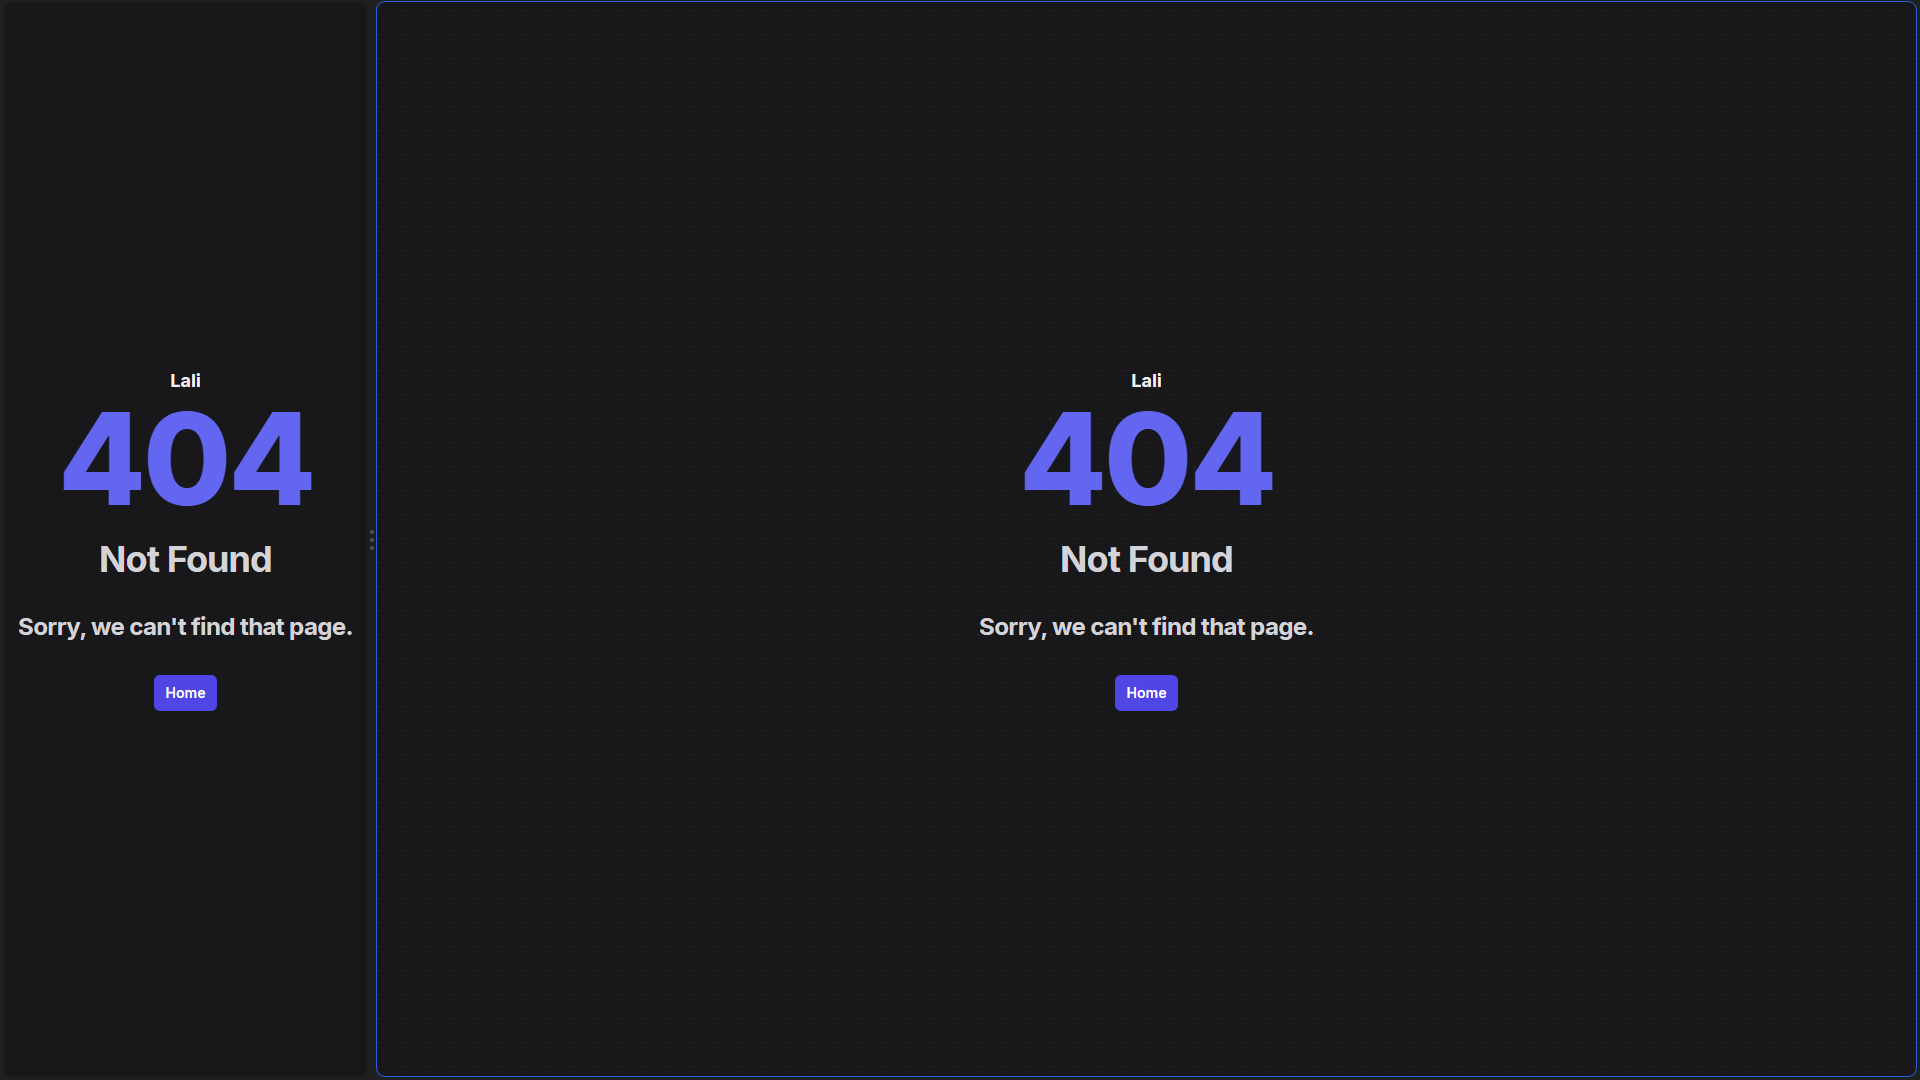 Lali
404
Not Found
Sorry, we can't find that page.
Home
Lali
404
Not Found
Sorry, we can't find that page.
Home